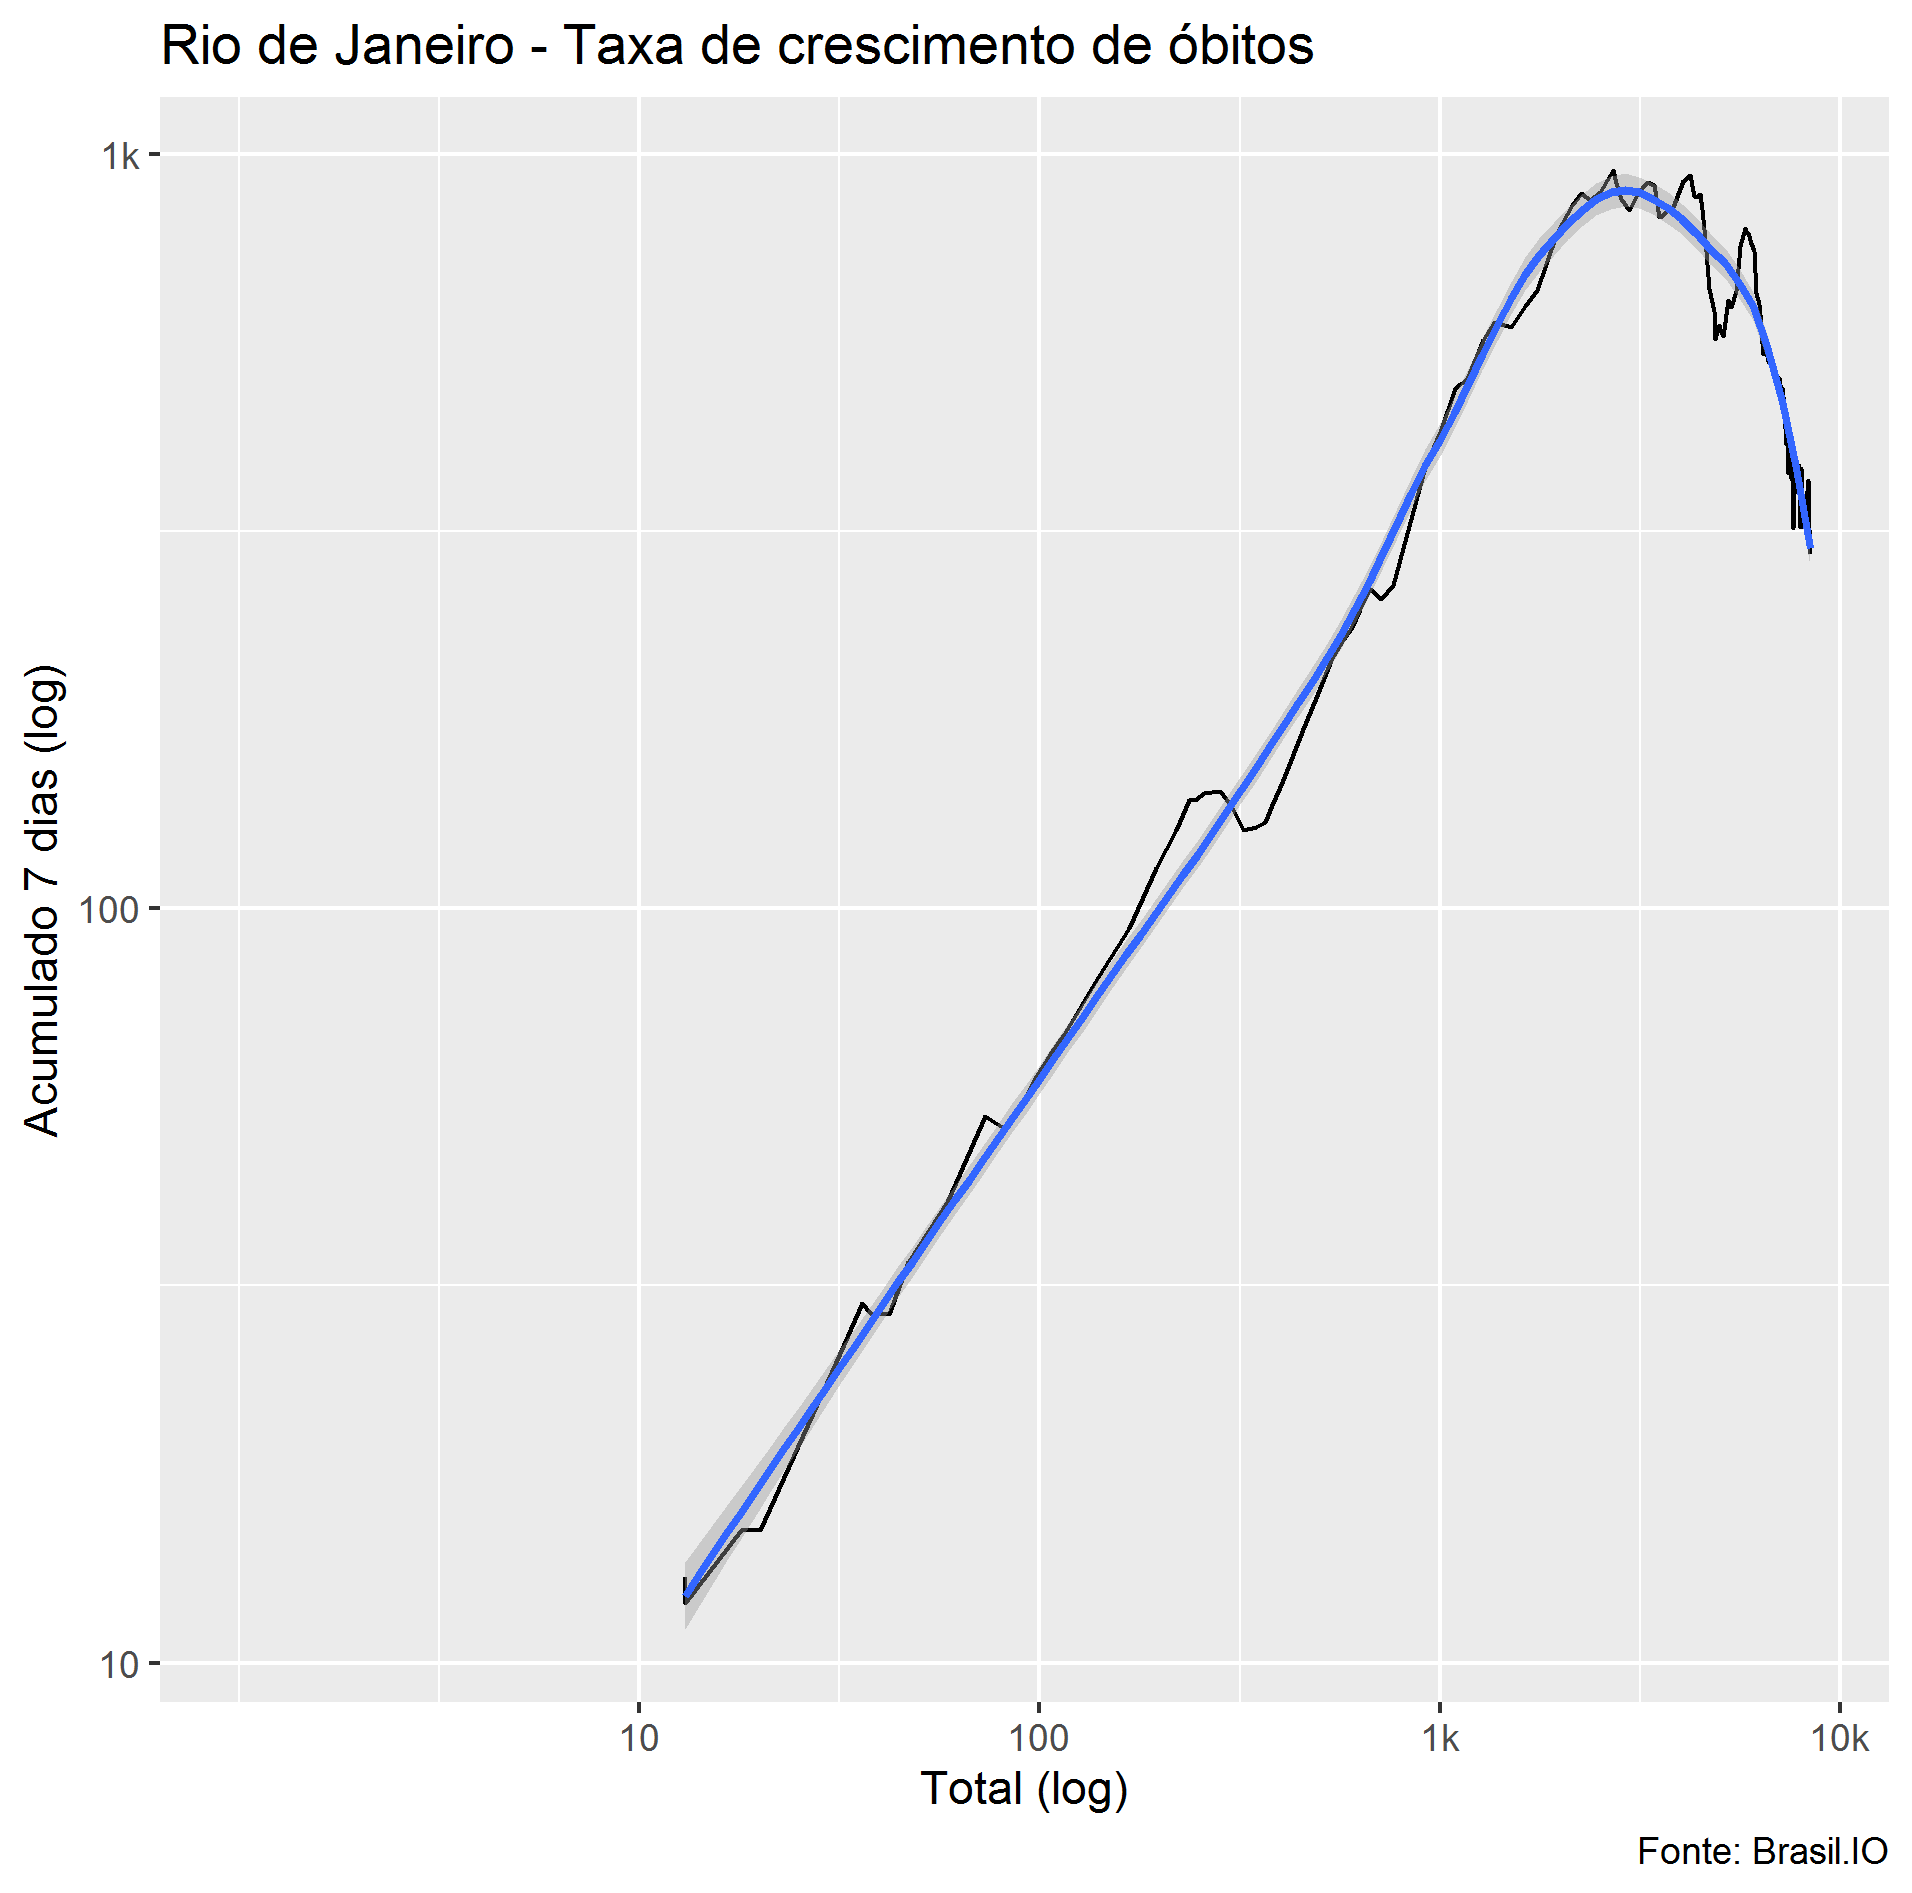 Rio de Janeiro - Taxa de crescimento de óbitos
1k
100
10
Acumulado 7 dias (log)
10 100 1k 10k
Total (log)
Fonte: Brasil.IO